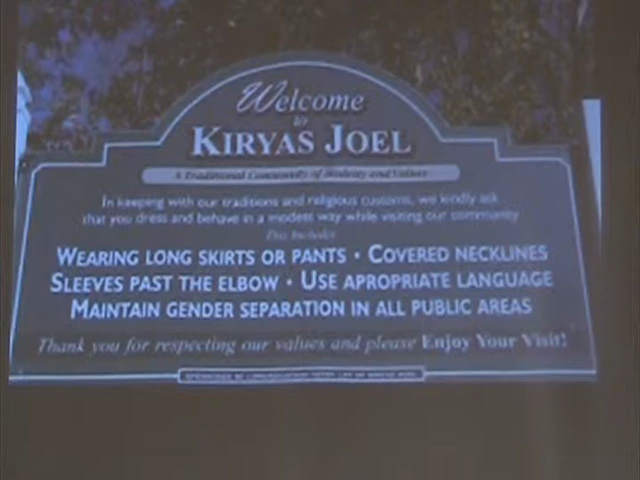 Welcome
to
KIRYAS JOEL
A Traditional Community of Modesty and Values
In keeping with our traditions and religious customs, we kindly ask
that you dress and behave in a modest way while visiting our community
This Includes:
WEARING LONG SKIRTS OR PANTS · COVERED NECKLINES
SLEEVES PAST THE ELBOW · USE APROPRIATE LANGUAGE
MAINTAIN GENDER SEPARATION IN ALL PUBLIC AREAS
Thank you for respecting our values and please Enjoy Your Visit!